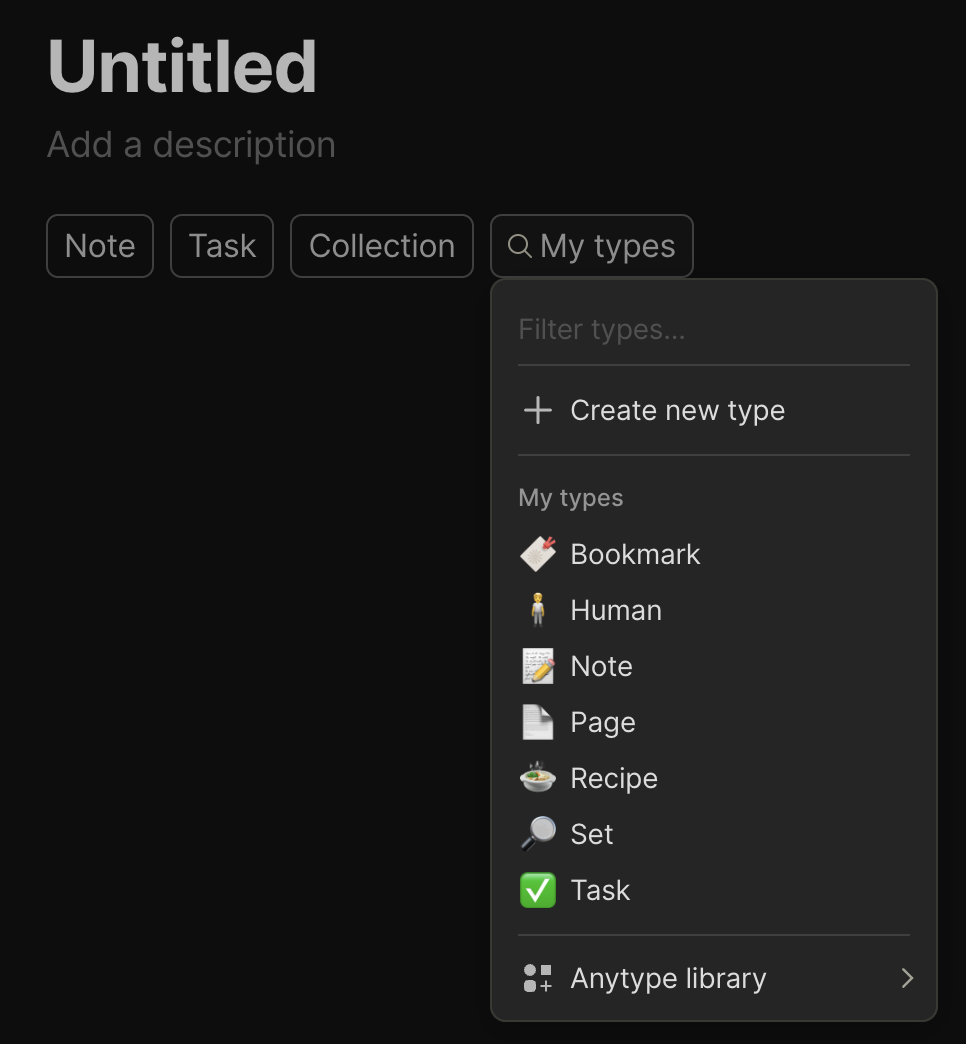 Untitled
Add a description
Note Task Collection My types
Filter types...
Create new type
My types
Bookmark
Human
Note
Page
Recipe
Set
Task
Anytype library